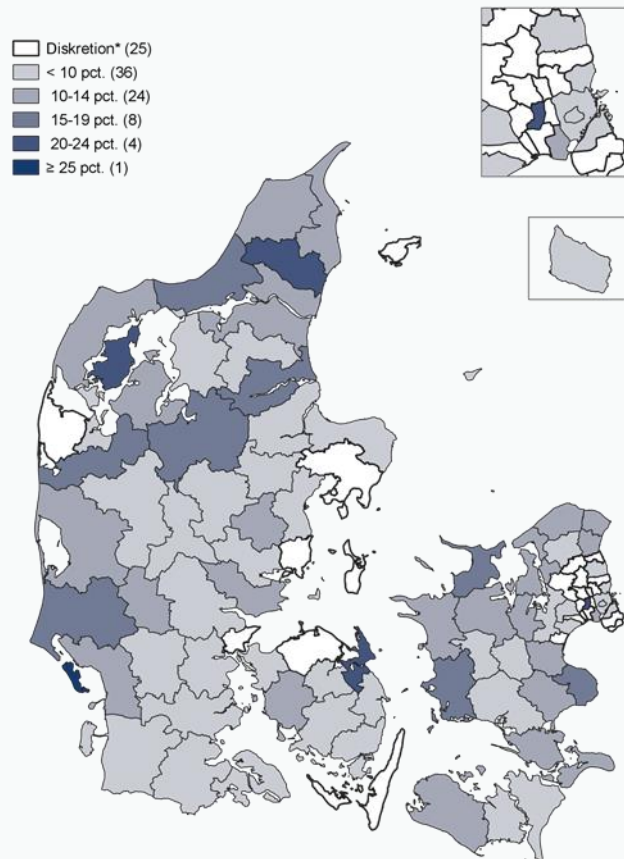 Diskretion* (25)
< 10 pct. (36)
10-14 pct. (24)
15-19 pct. (8)
20-24 pct. (4)
≥ 25 pct. (1)